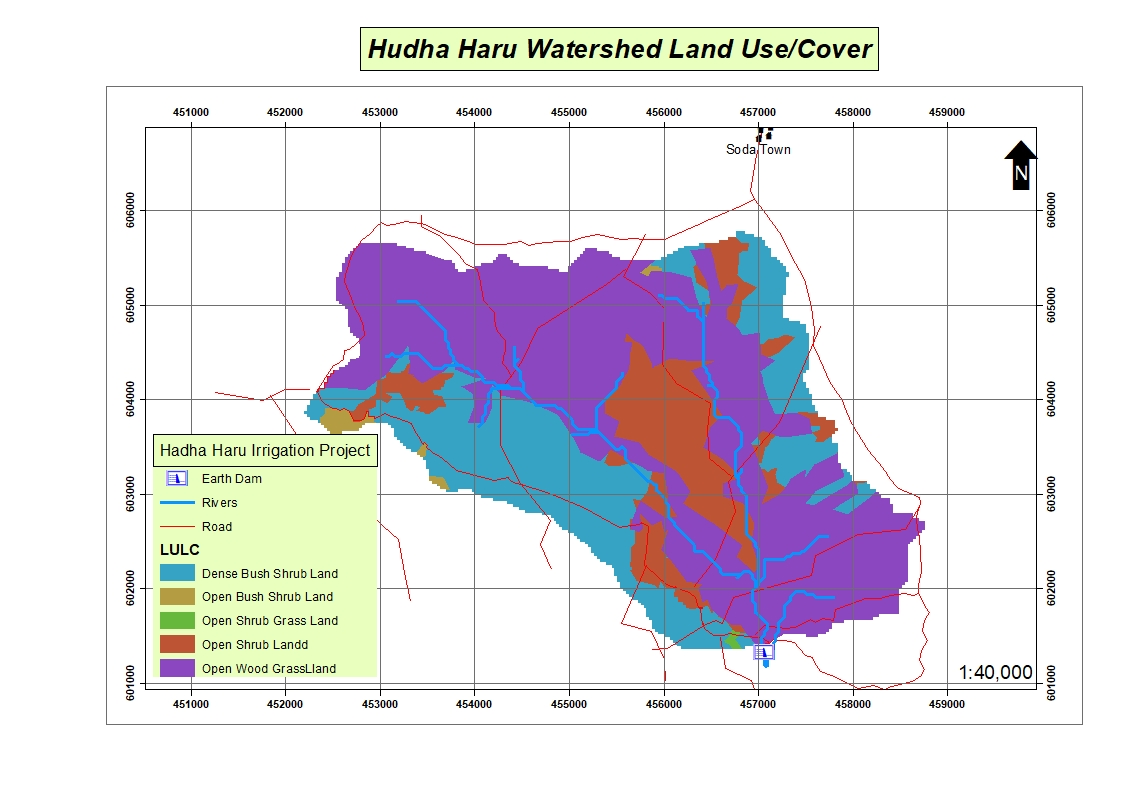 Hudha Haru Watershed Land Use/Cover
451000 452000 453000 454000 455000 456000 457000 458000 459000
Soda Town
N
606000 606000
605000 605000
604000 604000
603000 603000
602000 602000
601000 601000
Hadha Haru Irrigation Project
Earth Dam
Rivers
Road
LULC
Dense Bush Shrub Land
Open Bush Shrub Land
Open Shrub Grass Land
Open Shrub Landd
Open Wood GrassLland
1:40,000
451000 452000 453000 454000 455000 456000 457000 458000 459000